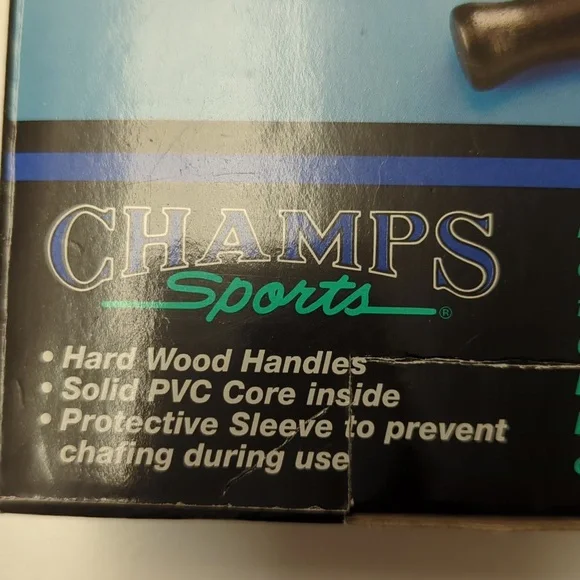 CHAMPS
Sports®
• Hard Wood Handles
• Solid PVC Core inside
• Protective Sleeve to prevent
chafing during use